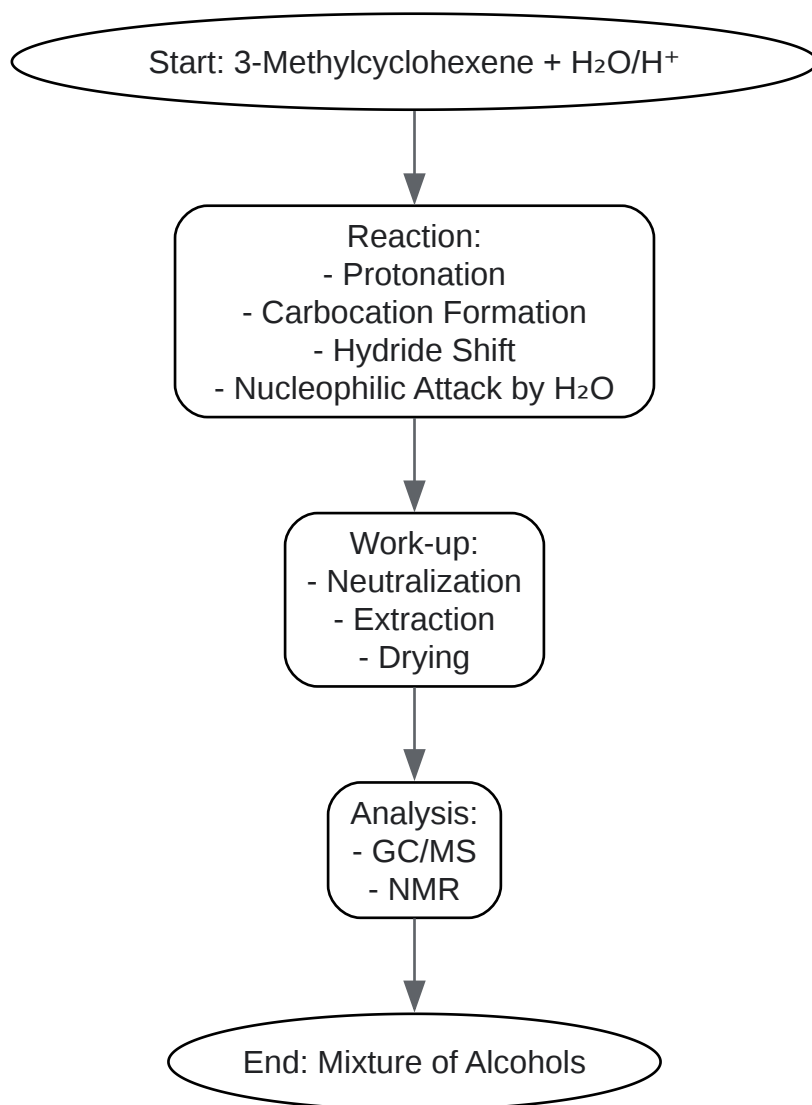 Start: 3-Methylcyclohexene + H₂O/H⁺
Reaction:
- Protonation
- Carbocation Formation
- Hydride Shift
- Nucleophilic Attack by H₂O
Work-up:
- Neutralization
- Extraction
- Drying
Analysis:
- GC/MS
- NMR
End: Mixture of Alcohols